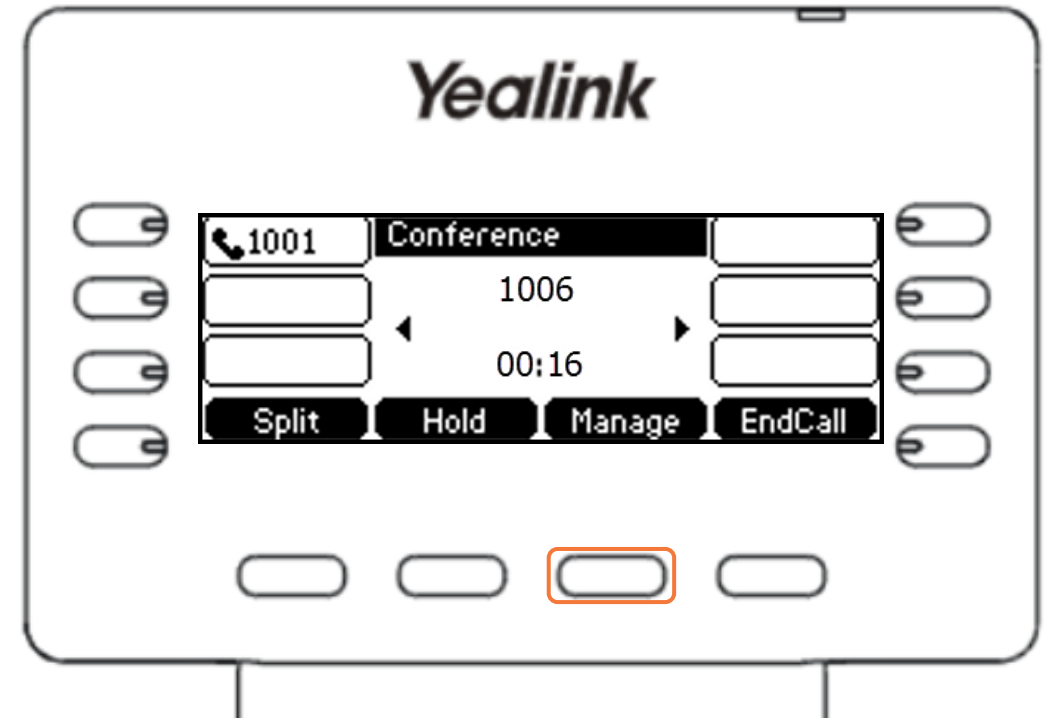 Yealink
1001
Conference
1006
00:16
Split
Hold
Manage
EndCall